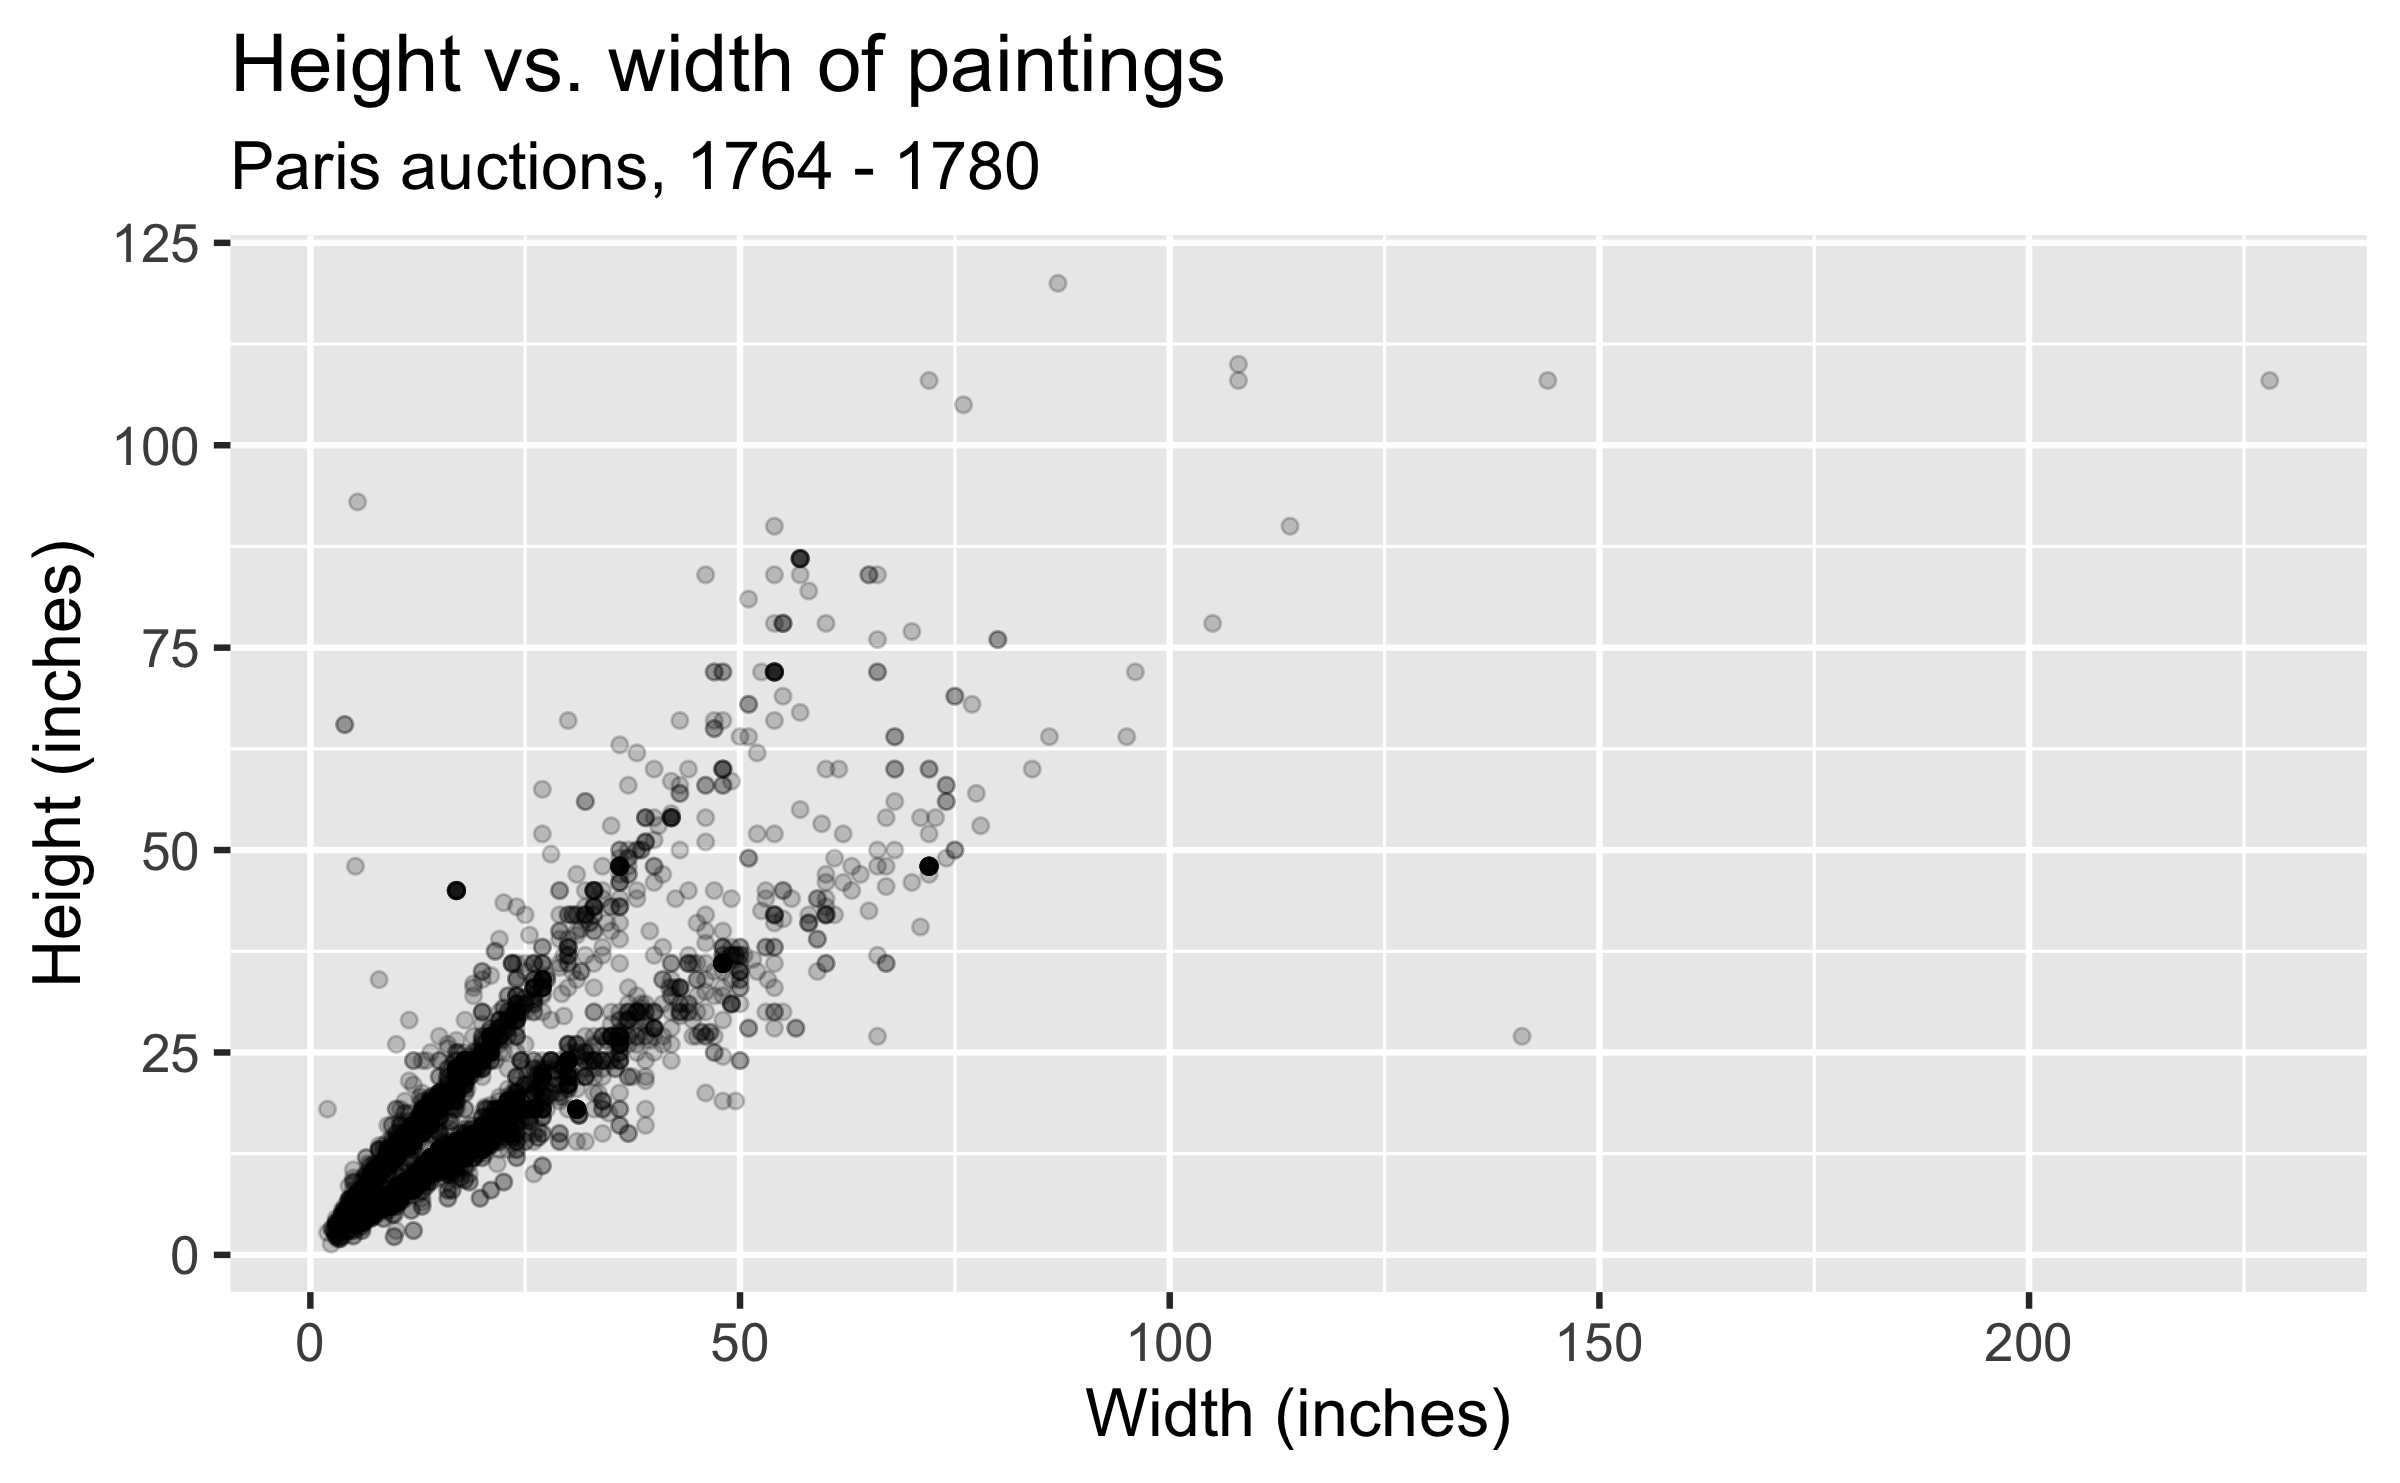 Height vs. width of paintings
Paris auctions, 1764 - 1780
125
100
75
50
25
0
Height (inches)
0 50 100 150 200
Width (inches)